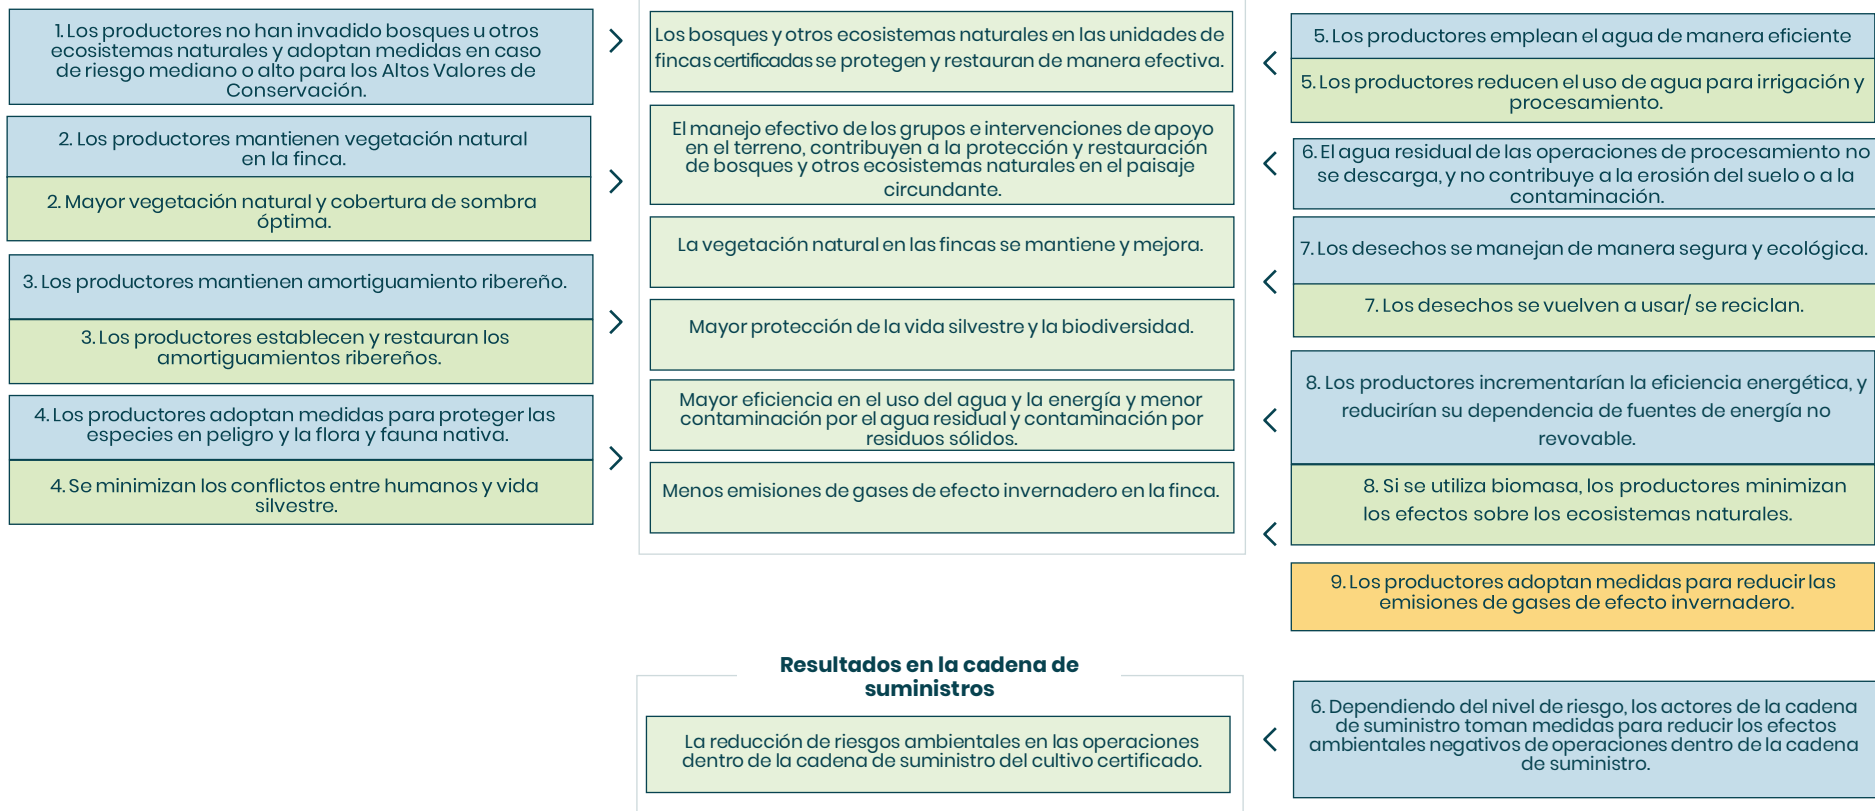 1. Los productores no han invadido bosques u otros
ecosistemas naturales y adoptan medidas en caso
de riesgo mediano o alto para los Altos Valores de
Conservación.
2. Los productores mantienen vegetación natural
en la finca.
2. Mayor vegetación natural y cobertura de sombra
óptima.
3. Los productores mantienen amortiguamiento ribereño.
3. Los productores establecen y restauran los
amortiguamientos ribereños.
4. Los productores adoptan medidas para proteger las
especies en peligro y la flora y fauna nativa.
4. Se minimizan los conflictos entre humanos y vida
silvestre.
Los bosques y otros ecosistemas naturales en las unidades de
fincas certificadas se protegen y restauran de manera efectiva.
El manejo efectivo de los grupos e intervenciones de apoyo
en el terreno, contribuyen a la protección y restauración
de bosques y otros ecosistemas naturales en el paisaje
circundante.
La vegetación natural en las fincas se mantiene y mejora.
Mayor protección de la vida silvestre y la biodiversidad.
Mayor eficiencia en el uso del agua y la energía y menor
contaminación por el agua residual y contaminación por
residuos sólidos.
Menos emisiones de gases de efecto invernadero en la finca.
5. Los productores emplean el agua de manera eficiente
5. Los productores reducen el uso de agua para irrigación y
procesamiento.
6. El agua residual de las operaciones de procesamiento no
se descarga, y no contribuye a la erosión del suelo o a la
contaminación.
7. Los desechos se manejan de manera segura y ecológica.
7. Los desechos se vuelven a usar/ se reciclan.
8. Los productores incrementarían la eficiencia energética, y
reducirían su dependencia de fuentes de energía no
revovable.
8. Si se utiliza biomasa, los productores minimizan
los efectos sobre los ecosistemas naturales.
9. Los productores adoptan medidas para reducir las
emisiones de gases de efecto invernadero.
Resultados en la cadena de
suministros
La reducción de riesgos ambientales en las operaciones
dentro de la cadena de suministro del cultivo certificado.
6. Dependiendo del nivel de riesgo, los actores de la cadena
de suministro toman medidas para reducir los efectos
ambientales negativos de operaciones dentro de la cadena
de suministro.